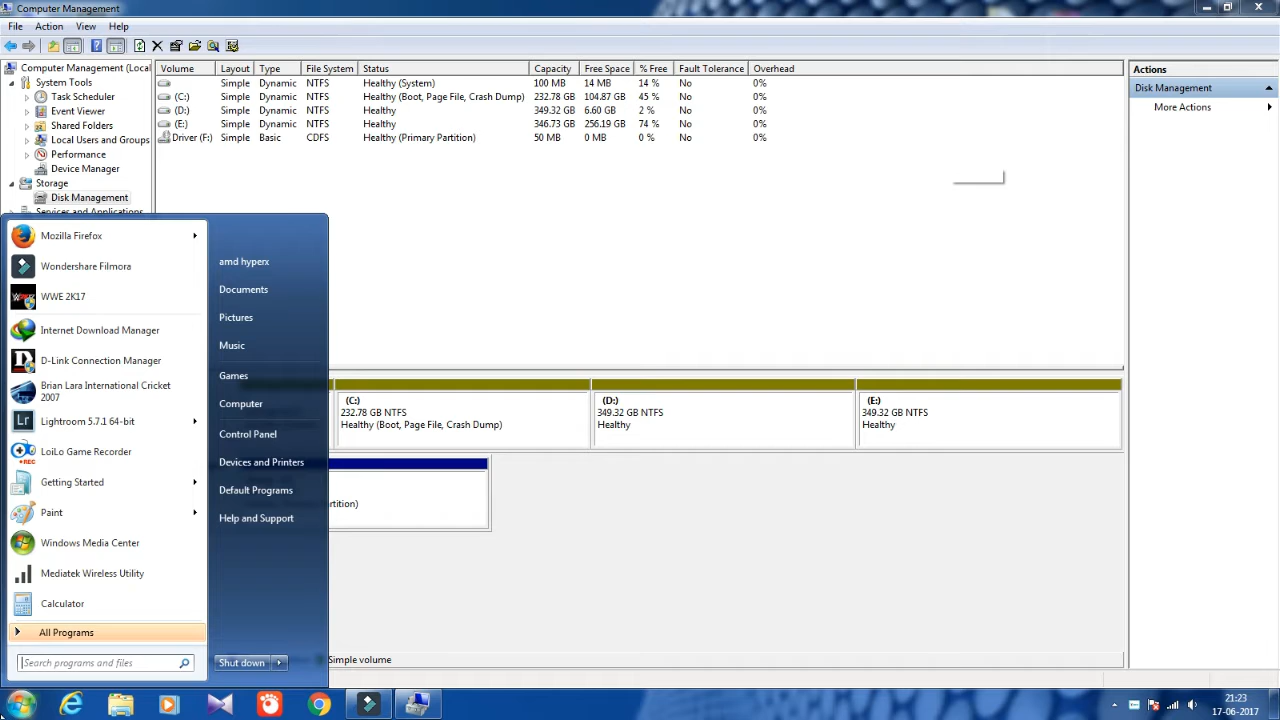 Computer Management
File Action View Help
Computer Management (Local
System Tools
Task Scheduler
Event Viewer
Shared Folders
Local Users and Groups
Performance
Device Manager
Storage
Disk Management
Services and Applications
Volume Layout Type File System Status Capacity Free Space % Free Fault Tolerance Overhead
Simple Dynamic NTFS Healthy (System) 100 MB 14 MB 14 % No 0%
(C:) Simple Dynamic NTFS Healthy (Boot, Page File, Crash Dump) 232.78 GB 104.87 GB 45 % No 0%
(D:) Simple Dynamic NTFS Healthy 349.32 GB 6.60 GB 2 % No 0%
(E:) Simple Dynamic NTFS Healthy 346.73 GB 256.19 GB 74 % No 0%
Driver (F:) Simple Basic CDFS Healthy (Primary Partition) 50 MB 0 MB 0 % No 0%
Actions
Disk Management
More Actions
Mozilla Firefox
Wondershare Filmora
WWE 2K17
Internet Download Manager
D-Link Connection Manager
Brian Lara International Cricket
2007
Lightroom 5.7.1 64-bit
LoiLo Game Recorder
Getting Started
Paint
Windows Media Center
Mediatek Wireless Utility
Calculator
All Programs
Search programs and files
amd hyperx
Documents
Pictures
Music
Games
Computer
Control Panel
Devices and Printers
Default Programs
Help and Support
Shut down
(C:)
232.78 GB NTFS
Healthy (Boot, Page File, Crash Dump)
(D:)
349.32 GB NTFS
Healthy
(E:)
349.32 GB NTFS
Healthy
rtition)
Simple volume
21:23
17-06-2017